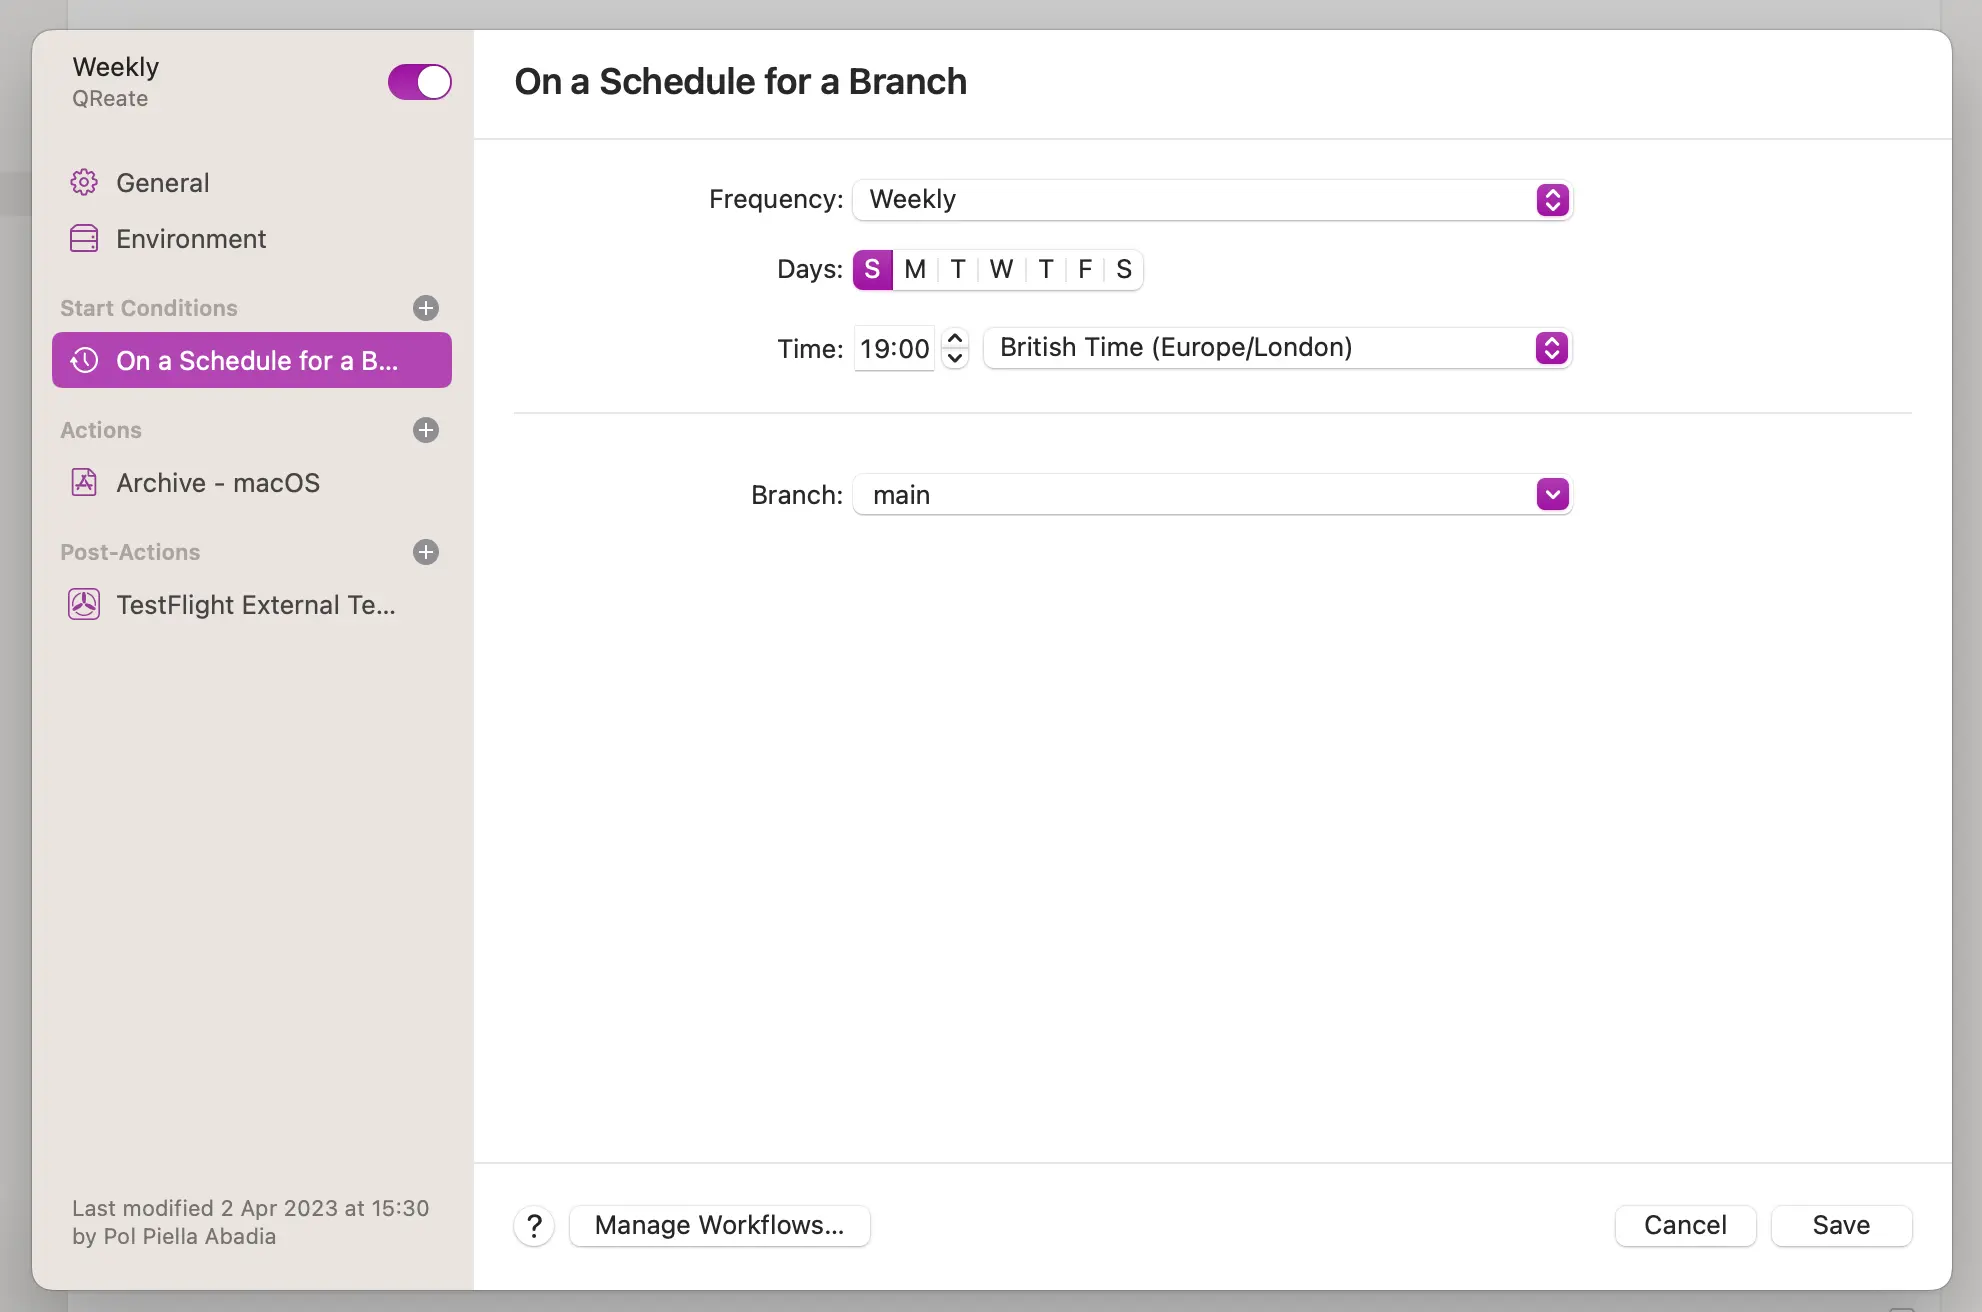 Weekly
QReate
General
Environment
Start Conditions
On a Schedule for a B...
Actions
Archive - macOS
Post-Actions
TestFlight External Te...
Last modified 2 Apr 2023 at 15:30
by Pol Piella Abadia
On a Schedule for a Branch
Frequency: Weekly
Days: S M T W T F S
Time: 19:00 British Time (Europe/London)
Branch: main
? Manage Workflows... Cancel Save